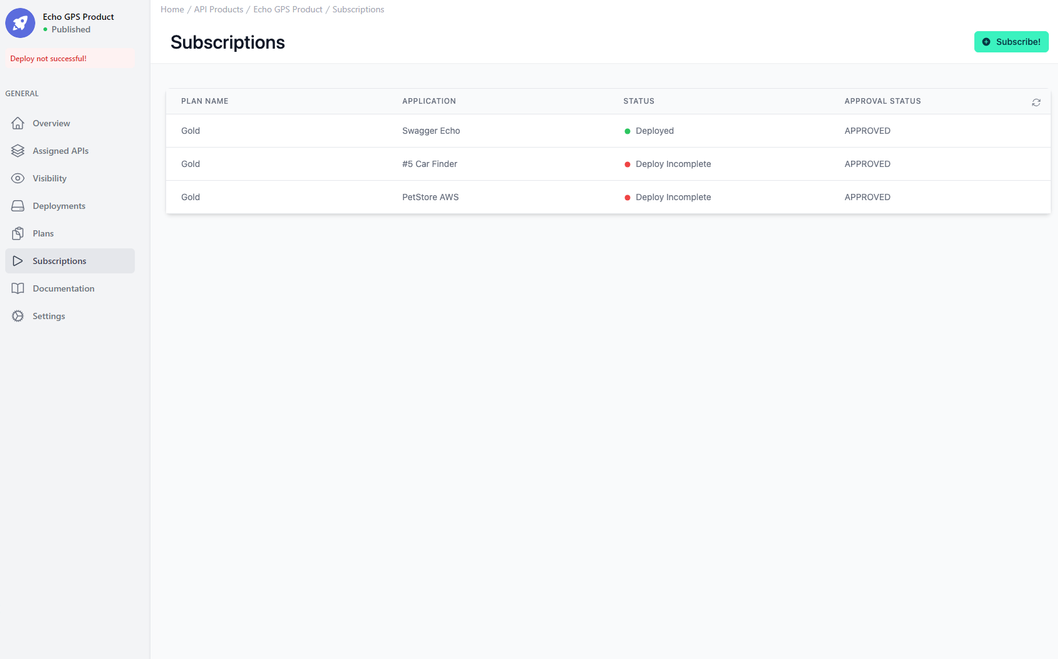 Home / API Products / Echo GPS Product / Subscriptions
Echo GPS Product
Published
Deploy not successful!
GENERAL
Overview
Assigned APIs
Visibility
Deployments
Plans
Subscriptions
Documentation
Settings
Subscriptions
Subscribe!
PLAN NAME APPLICATION STATUS APPROVAL STATUS
Gold Swagger Echo Deployed APPROVED
Gold #5 Car Finder Deploy Incomplete APPROVED
Gold PetStore AWS Deploy Incomplete APPROVED